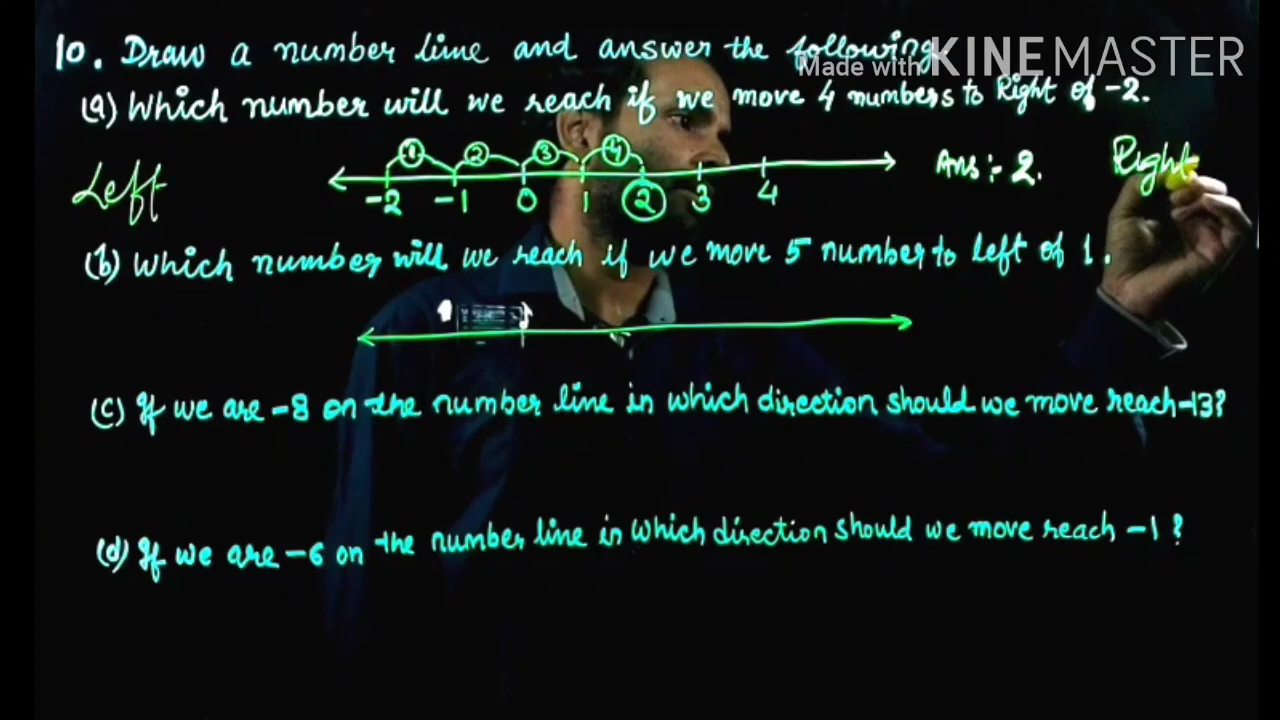 10. Draw a number line and answer the following
Made with KINEMASTER
(a) Which number will we reach if we move 4 numbers to Right of -2.
1 2 3 4
Left Ans :- 2. Right
-2 -1 0 1 2 3 4
(b) Which number will we reach if we move 5 number to left of 1.
(c) If we are -8 on the number line in which direction should we move reach -13?
(d) If we are -6 on the number line in which direction should we move reach -1 ?